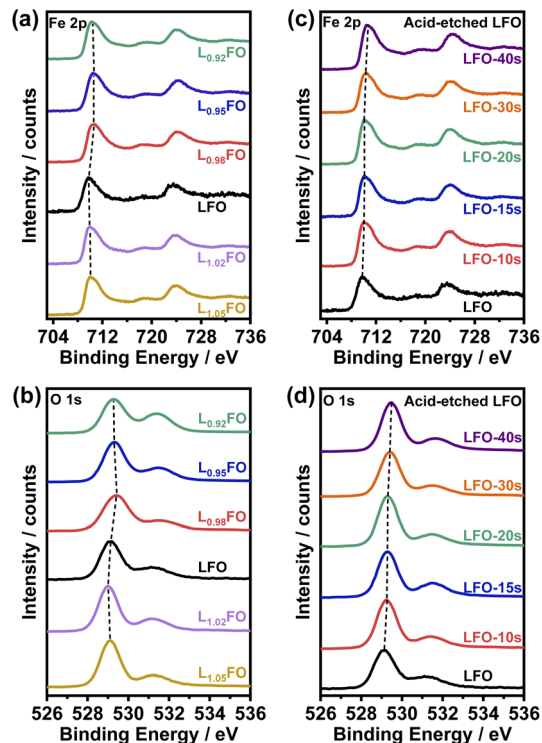 (a)
Fe 2p
L0.92FO
L0.95FO
L0.98FO
LFO
L1.02FO
L1.05FO
Intensity / counts
704 712 720 728 736
Binding Energy / eV
(c)
Fe 2p Acid-etched LFO
LFO-40s
LFO-30s
LFO-20s
LFO-15s
LFO-10s
LFO
Intensity / counts
704 712 720 728 736
Binding Energy / eV
(b)
O 1s
L0.92FO
L0.95FO
L0.98FO
LFO
L1.02FO
L1.05FO
Intensity / counts
526 528 530 532 534 536
Binding Energy / eV
(d)
O 1s Acid-etched LFO
LFO-40s
LFO-30s
LFO-20s
LFO-15s
LFO-10s
LFO
Intensity / counts
526 528 530 532 534 536
Binding Energy / eV